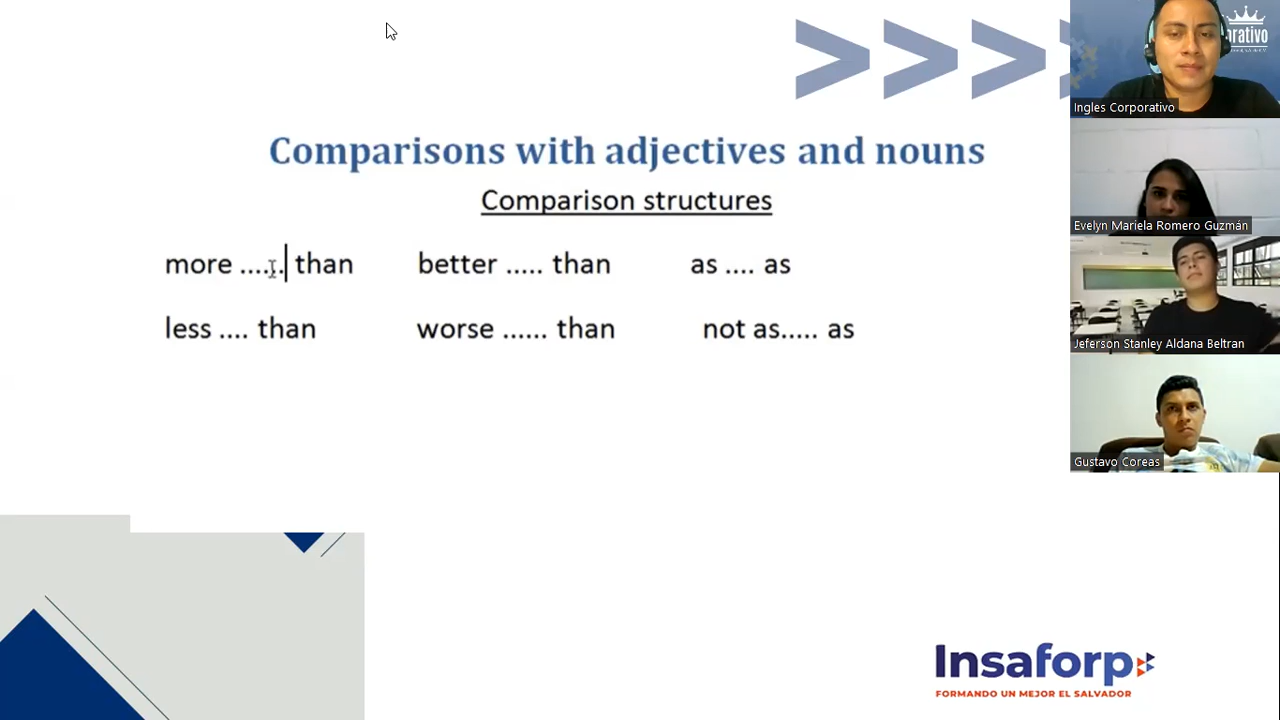 Comparisons with adjectives and nouns
Comparison structures
more ...... than better ..... than as .... as
less .... than worse ...... than not as..... as
Ingles Corporativo
Evelyn Mariela Romero Guzmán
Jeferson Stanley Aldana Beltran
Gustavo Coreas
Insaforp
FORMANDO UN MEJOR EL SALVADOR